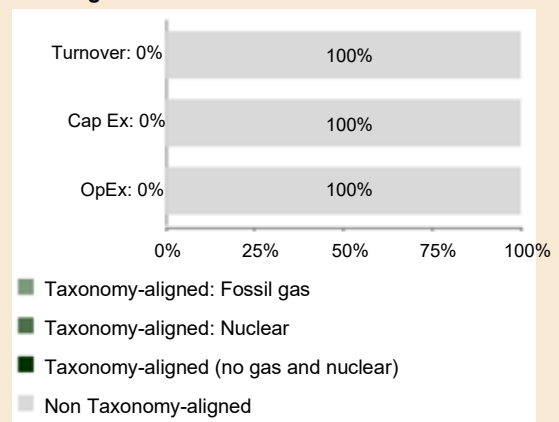 Turnover: 0% 100%
Cap Ex: 0% 100%
OpEx: 0% 100%
0% 25% 50% 75% 100%
Taxonomy-aligned: Fossil gas
Taxonomy-aligned: Nuclear
Taxonomy-aligned (no gas and nuclear)
Non Taxonomy-aligned